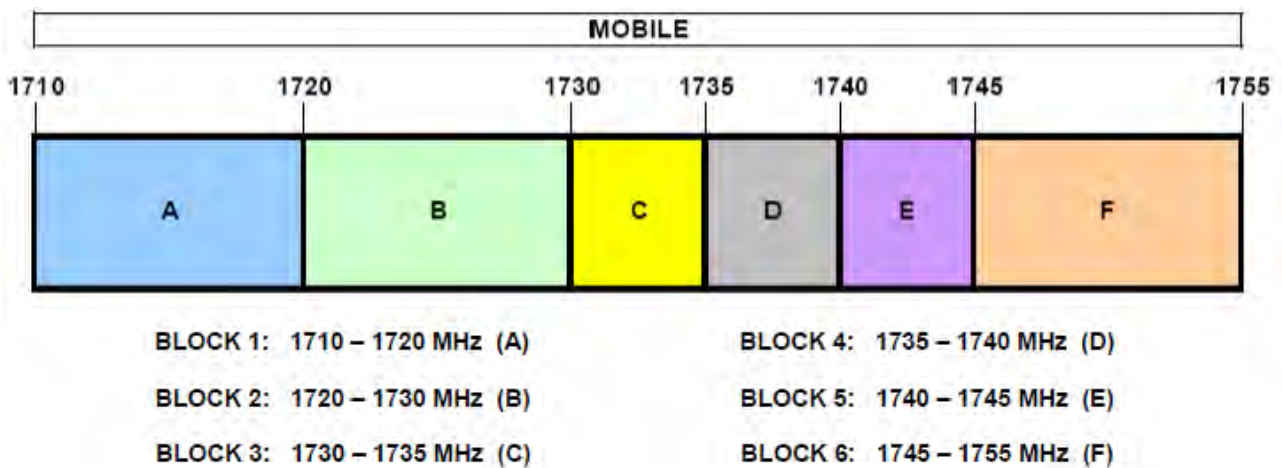 MOBILE
1710 1720 1730 1735 1740 1745 1755
A B C D E F
BLOCK 1: 1710 – 1720 MHz (A) BLOCK 4: 1735 – 1740 MHz (D)
BLOCK 2: 1720 – 1730 MHz (B) BLOCK 5: 1740 – 1745 MHz (E)
BLOCK 3: 1730 – 1735 MHz (C) BLOCK 6: 1745 – 1755 MHz (F)